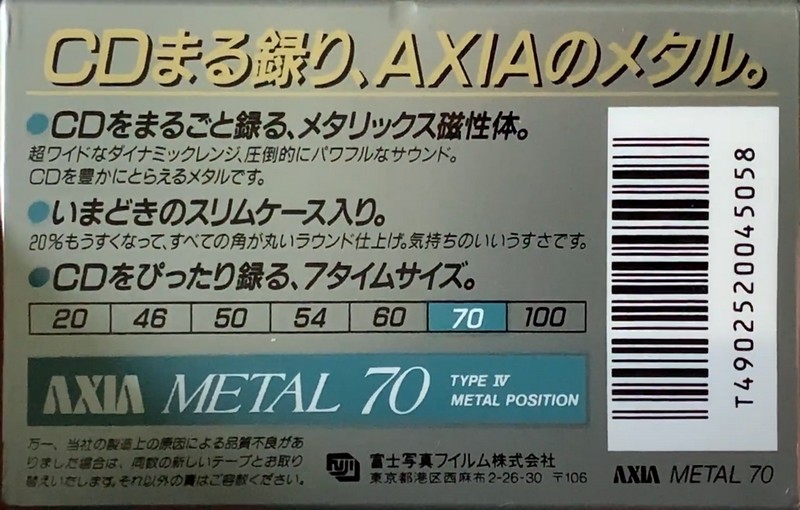 CDまる録り、AXIAのメタル。
●CDをまるごと録る、メタリックス磁性体。
超ワイドなダイナミックレンジ、圧倒的にパワフルなサウンド。
CDを豊かにとらえるメタルです。
●いまどきのスリムケース入り。
20%もうすくなって、すべての角が丸いラウンド仕上げ。気持ちのいいうすさです。
●CDをぴったり録る、7タイムサイズ。
20 46 50 54 60 70 100
AXIA METAL 70 TYPE IV
METAL POSITION
万一、当社の製造上の原因による品質不良があ
りました場合は、同数の新しいテープとお取り
替えいたします。それ以外の責はご容赦ください。
FUJI 富士写真フイルム株式会社
東京都港区西麻布2-26-30 〒106
T4902520045058
AXIA METAL 70